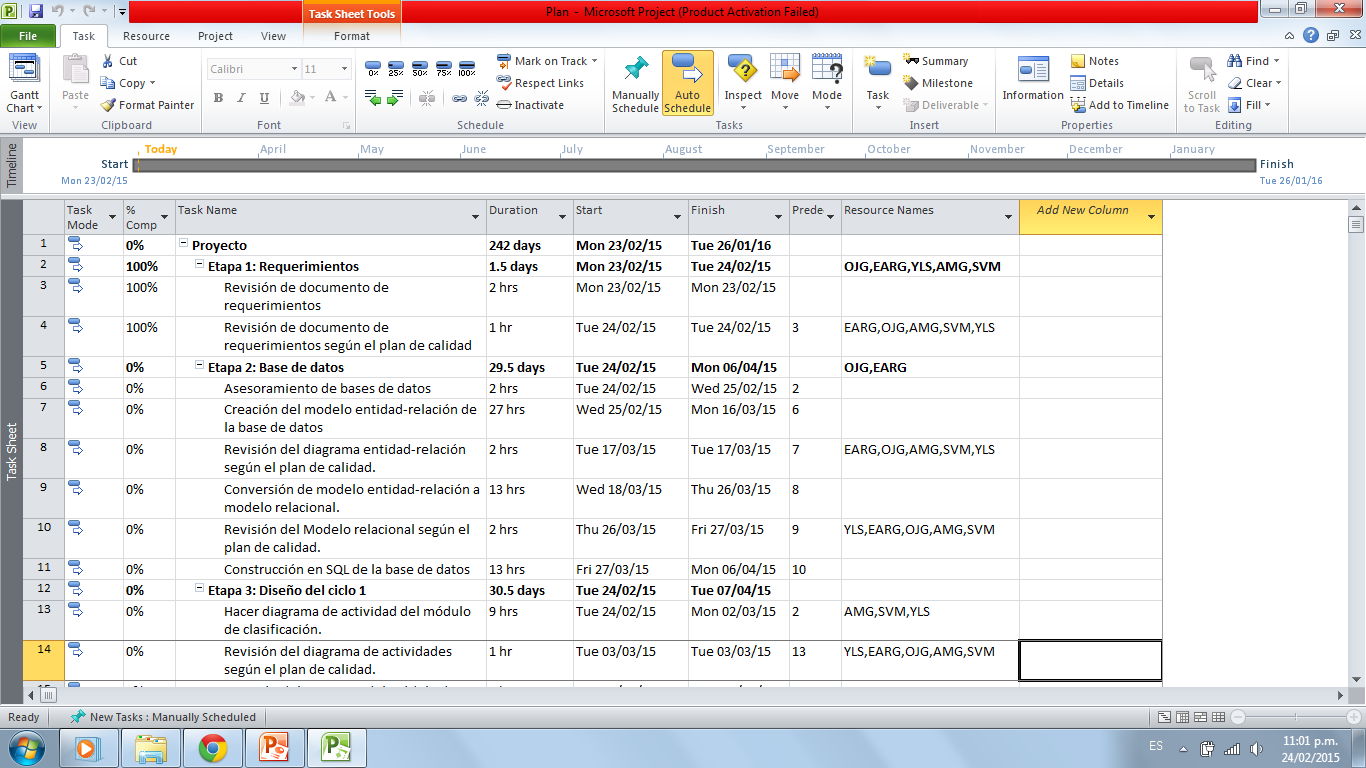 Task Sheet Tools
Plan - Microsoft Project (Product Activation Failed)
File Task Resource Project View Format
Gantt Chart
View
Paste
Cut
Copy
Format Painter
Clipboard
Calibri 11
B I U A
Font
0% 25% 50% 75% 100%
Mark on Track
Respect Links
Inactivate
Schedule
Manually Schedule
Auto Schedule
Inspect Move Mode
Tasks
Task
Summary
Milestone
Deliverable
Insert
Information
Notes
Details
Add to Timeline
Properties
Scroll to Task
Find
Clear
Fill
Editing
Timeline
Today April May June July August September October November December January
Start
Mon 23/02/15
Finish
Tue 26/01/16
Task Sheet
Task Mode % Comp Task Name Duration Start Finish Prede Resource Names Add New Column
1 0% Proyecto 242 days Mon 23/02/15 Tue 26/01/16
2 100% Etapa 1: Requerimientos 1.5 days Mon 23/02/15 Tue 24/02/15 OJG,EARG,YLS,AMG,SVM
3 100% Revisión de documento de 2 hrs Mon 23/02/15 Mon 23/02/15
requerimientos
4 100% Revisión de documento de 1 hr Tue 24/02/15 Tue 24/02/15 3 EARG,OJG,AMG,SVM,YLS
requerimientos según el plan de calidad
5 0% Etapa 2: Base de datos 29.5 days Tue 24/02/15 Mon 06/04/15 OJG,EARG
6 0% Asesoramiento de bases de datos 2 hrs Tue 24/02/15 Wed 25/02/15 2
7 0% Creación del modelo entidad-relación de 27 hrs Wed 25/02/15 Mon 16/03/15 6
la base de datos
8 0% Revisión del diagrama entidad-relación 2 hrs Tue 17/03/15 Tue 17/03/15 7 EARG,OJG,AMG,SVM,YLS
según el plan de calidad.
9 0% Conversión de modelo entidad-relación a 13 hrs Wed 18/03/15 Thu 26/03/15 8
modelo relacional.
10 0% Revisión del Modelo relacional según el 2 hrs Thu 26/03/15 Fri 27/03/15 9 YLS,EARG,OJG,AMG,SVM
plan de calidad.
11 0% Construcción en SQL de la base de datos 13 hrs Fri 27/03/15 Mon 06/04/15 10
12 0% Etapa 3: Diseño del ciclo 1 30.5 days Tue 24/02/15 Tue 07/04/15
13 0% Hacer diagrama de actividad del módulo 9 hrs Tue 24/02/15 Mon 02/03/15 2 AMG,SVM,YLS
de clasificación.
14 0% Revisión del diagrama de actividades 1 hr Tue 03/03/15 Tue 03/03/15 13 YLS,EARG,OJG,AMG,SVM
según el plan de calidad.
Ready New Tasks : Manually Scheduled
ES 11:01 p.m.
24/02/2015